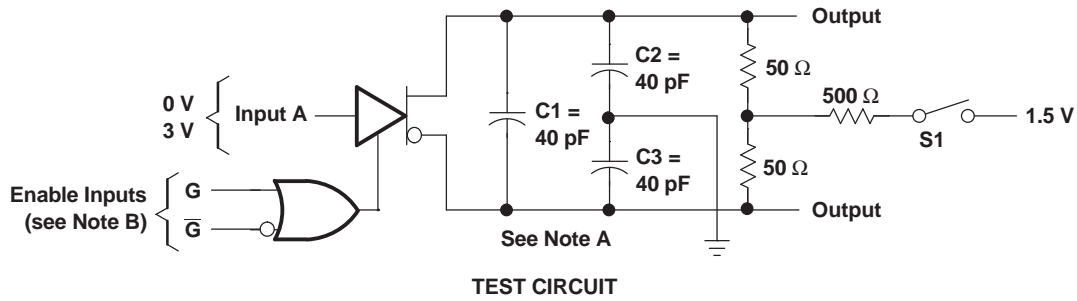 Output
C2 =
40 pF
50 Ω
500 Ω
0 V
3 V
Input A
C1 =
40 pF
1.5 V
S1
C3 =
40 pF
50 Ω
Enable Inputs
(see Note B)
G
G̅
Output
See Note A
TEST CIRCUIT